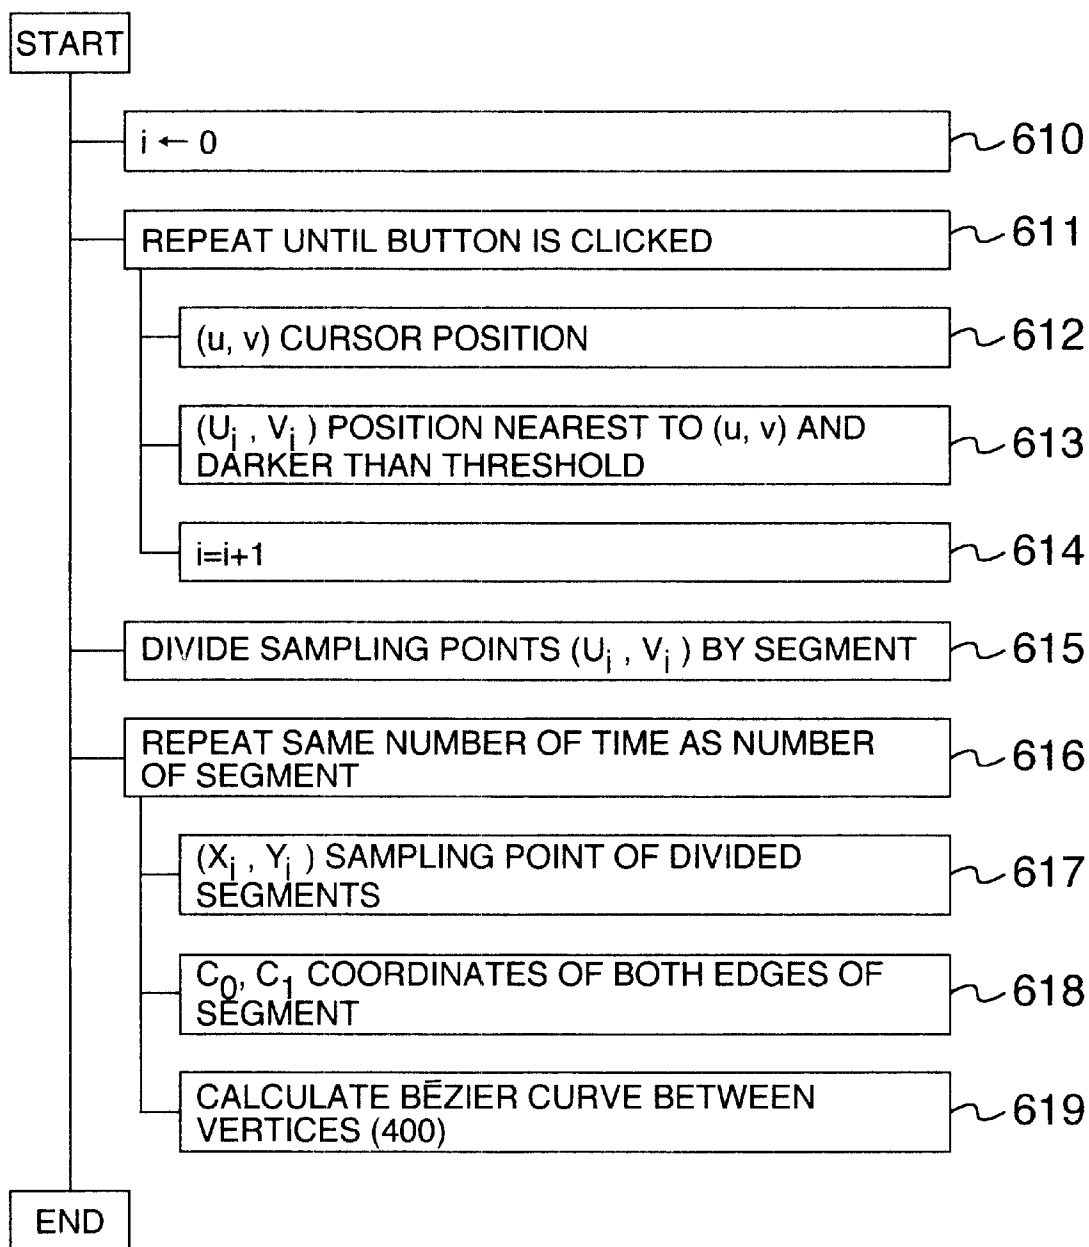 START
i ← 0
610
REPEAT UNTIL BUTTON IS CLICKED
611
(u, v) CURSOR POSITION
612
(Ui , Vi ) POSITION NEAREST TO (u, v) AND
DARKER THAN THRESHOLD
613
i=i+1
614
DIVIDE SAMPLING POINTS (Ui , Vi ) BY SEGMENT
615
REPEAT SAME NUMBER OF TIME AS NUMBER
OF SEGMENT
616
(Xi , Yi ) SAMPLING POINT OF DIVIDED
SEGMENTS
617
C0, C1 COORDINATES OF BOTH EDGES OF
SEGMENT
618
CALCULATE BĒZIER CURVE BETWEEN
VERTICES (400)
619
END